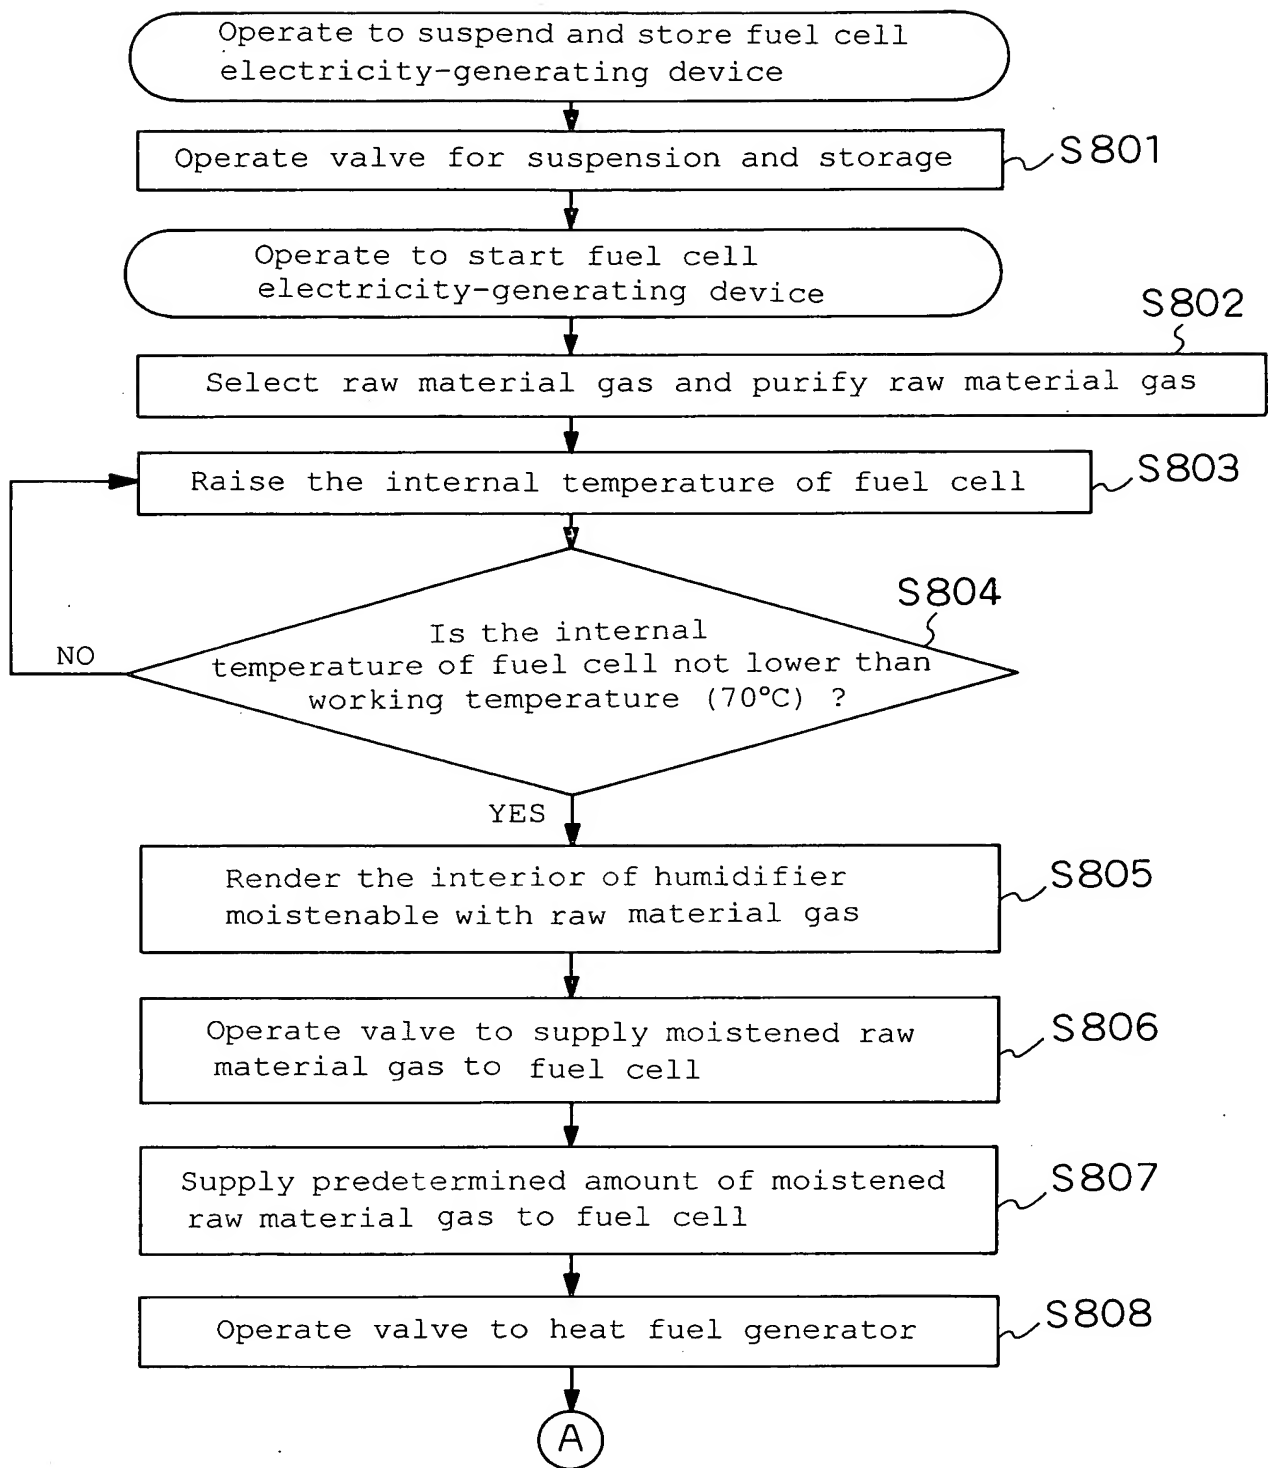 Operate to suspend and store fuel cell
electricity-generating device
Operate valve for suspension and storage
S801
Operate to start fuel cell
electricity-generating device
S802
Select raw material gas and purify raw material gas
Raise the internal temperature of fuel cell
S803
S804
Is the internal
temperature of fuel cell not lower than
working temperature (70°C) ?
NO
YES
Render the interior of humidifier
moistenable with raw material gas
S805
Operate valve to supply moistened raw
material gas to fuel cell
S806
Supply predetermined amount of moistened
raw material gas to fuel cell
S807
Operate valve to heat fuel generator
S808
A